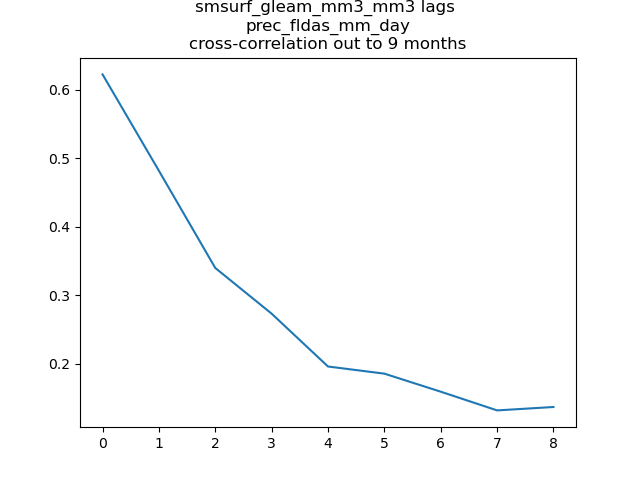 smsurf_gleam_mm3_mm3 lags
prec_fldas_mm_day
cross-correlation out to 9 months
0.6
0.5
0.4
0.3
0.2
0 1 2 3 4 5 6 7 8